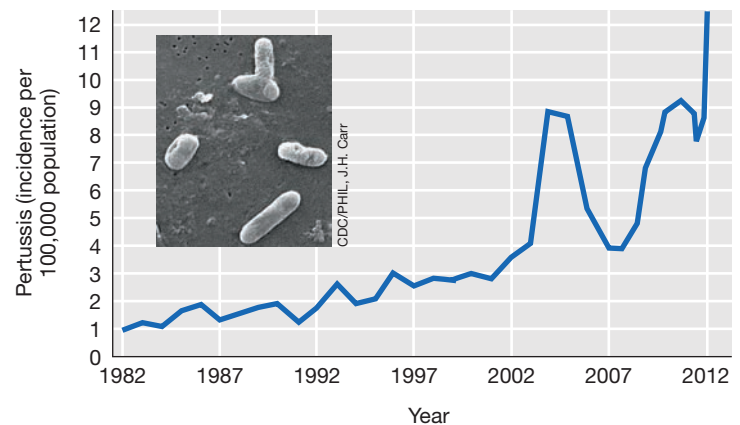 12
11
10
9
8
7
6
5
4
3
2
1
0
Pertussis (incidence per
100,000 population)
CDC/PHIL, J.H. Carr
1982 1987 1992 1997 2002 2007 2012
Year